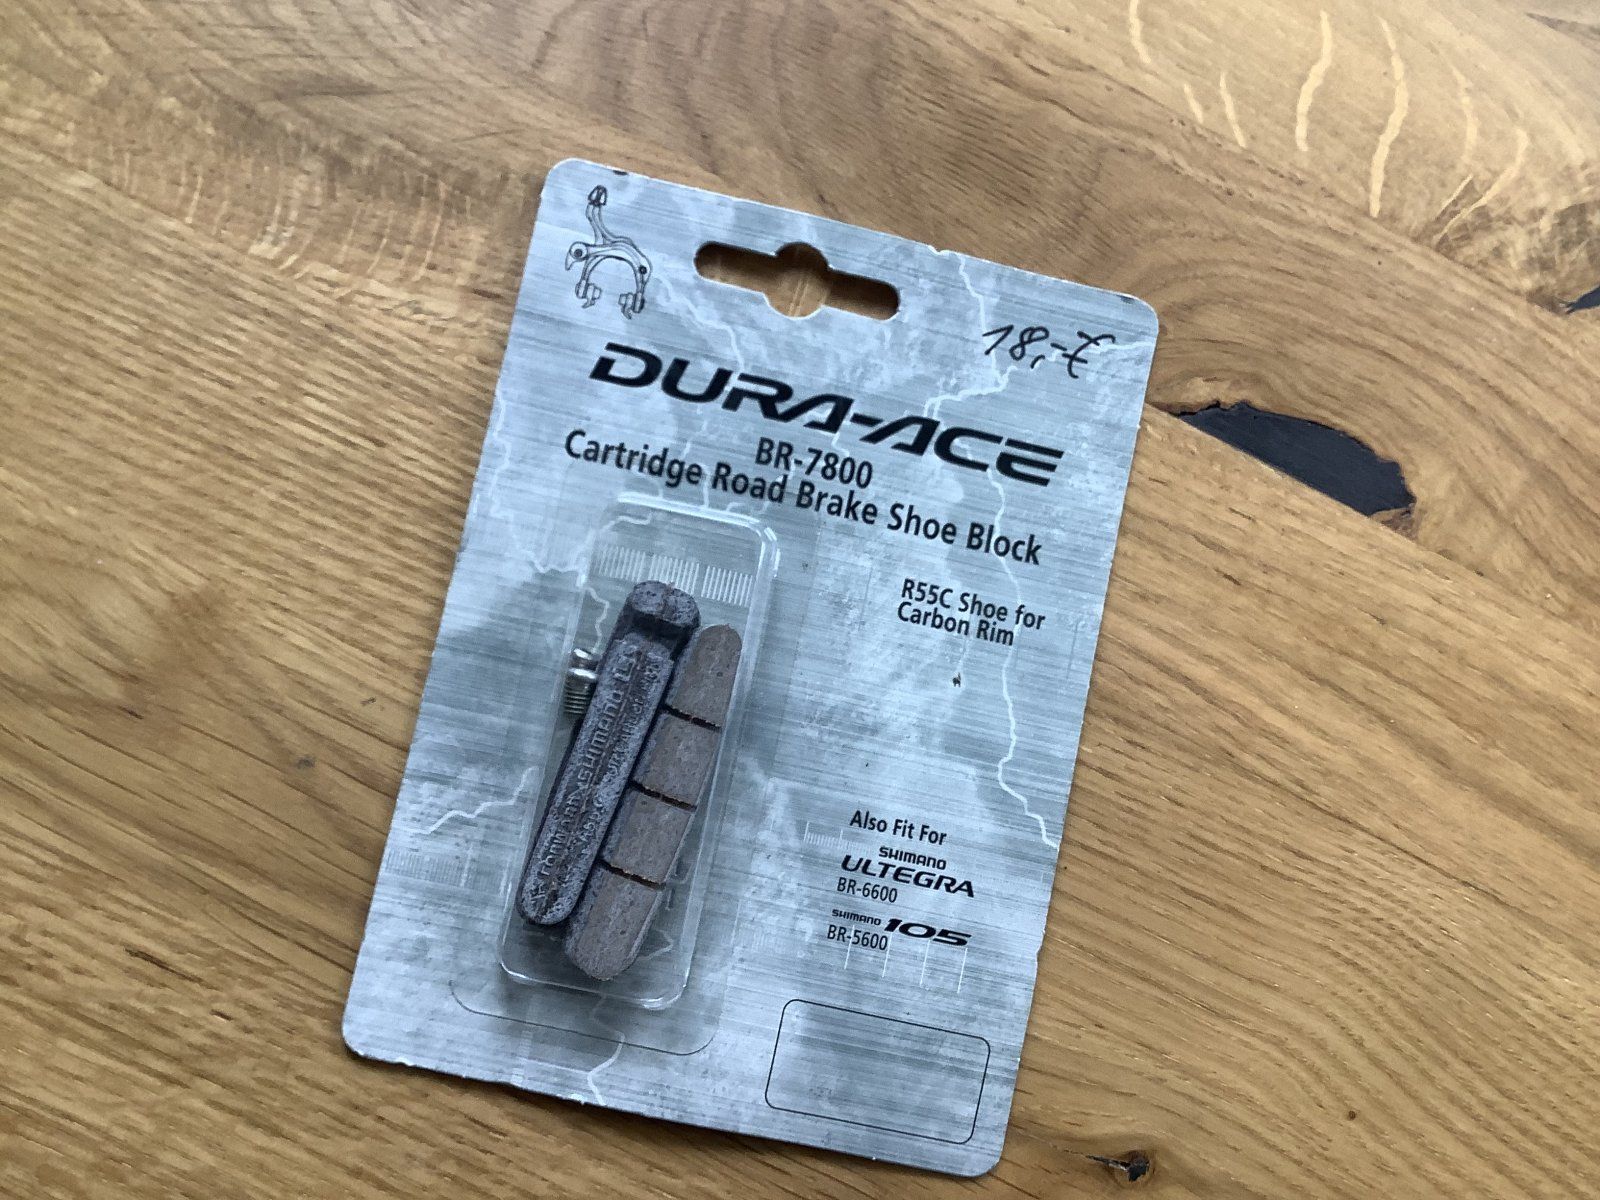 18,-€
DURA-ACE
BR-7800
Cartridge Road Brake Shoe Block
R55C Shoe for
Carbon Rim
SHIMANO
Also Fit For
SHIMANO
ULTEGRA
BR-6600
SHIMANO 105
BR-5600